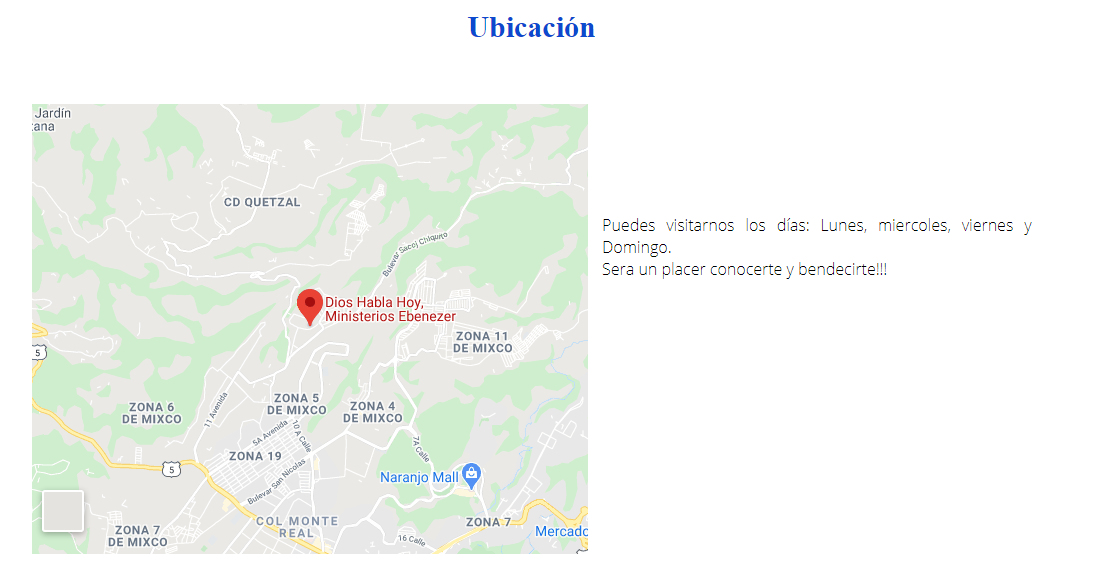 Ubicación
Jardín
tana
CD QUETZAL
Bulevar Sacoj Chiquito
Puedes visitarnos los días: Lunes, miercoles, viernes y
Domingo.
Sera un placer conocerte y bendecirte!!!
Dios Habla Hoy,
Ministerios Ebenezer
ZONA 11
DE MIXCO
5
ZONA 6
DE MIXCO
11 Avenida
ZONA 5
DE MIXCO
ZONA 4
DE MIXCO
5A Avenida
10 A Calle
7A Calle
ZONA 19
5
Bulevar San Nicolas
Naranjo Mall
COL MONTE
REAL
ZONA 7
ZONA 7
DE MIXCO
16 Calle
Mercado